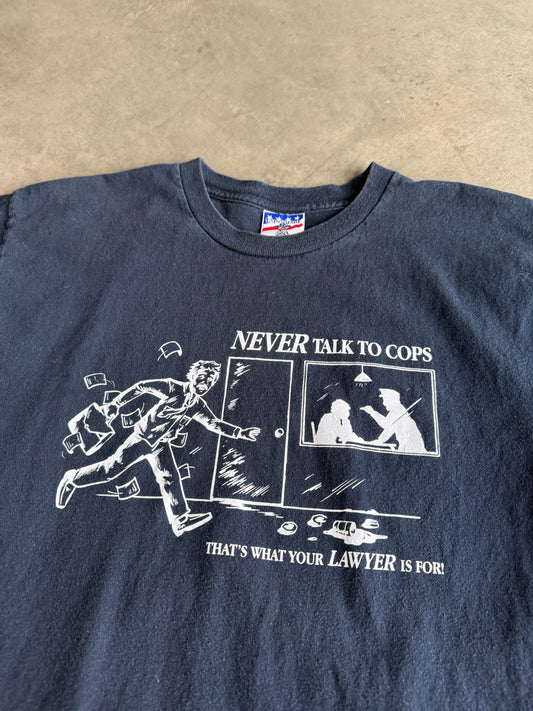 NEVER TALK TO COPS
THAT'S WHAT YOUR LAWYER IS FOR!